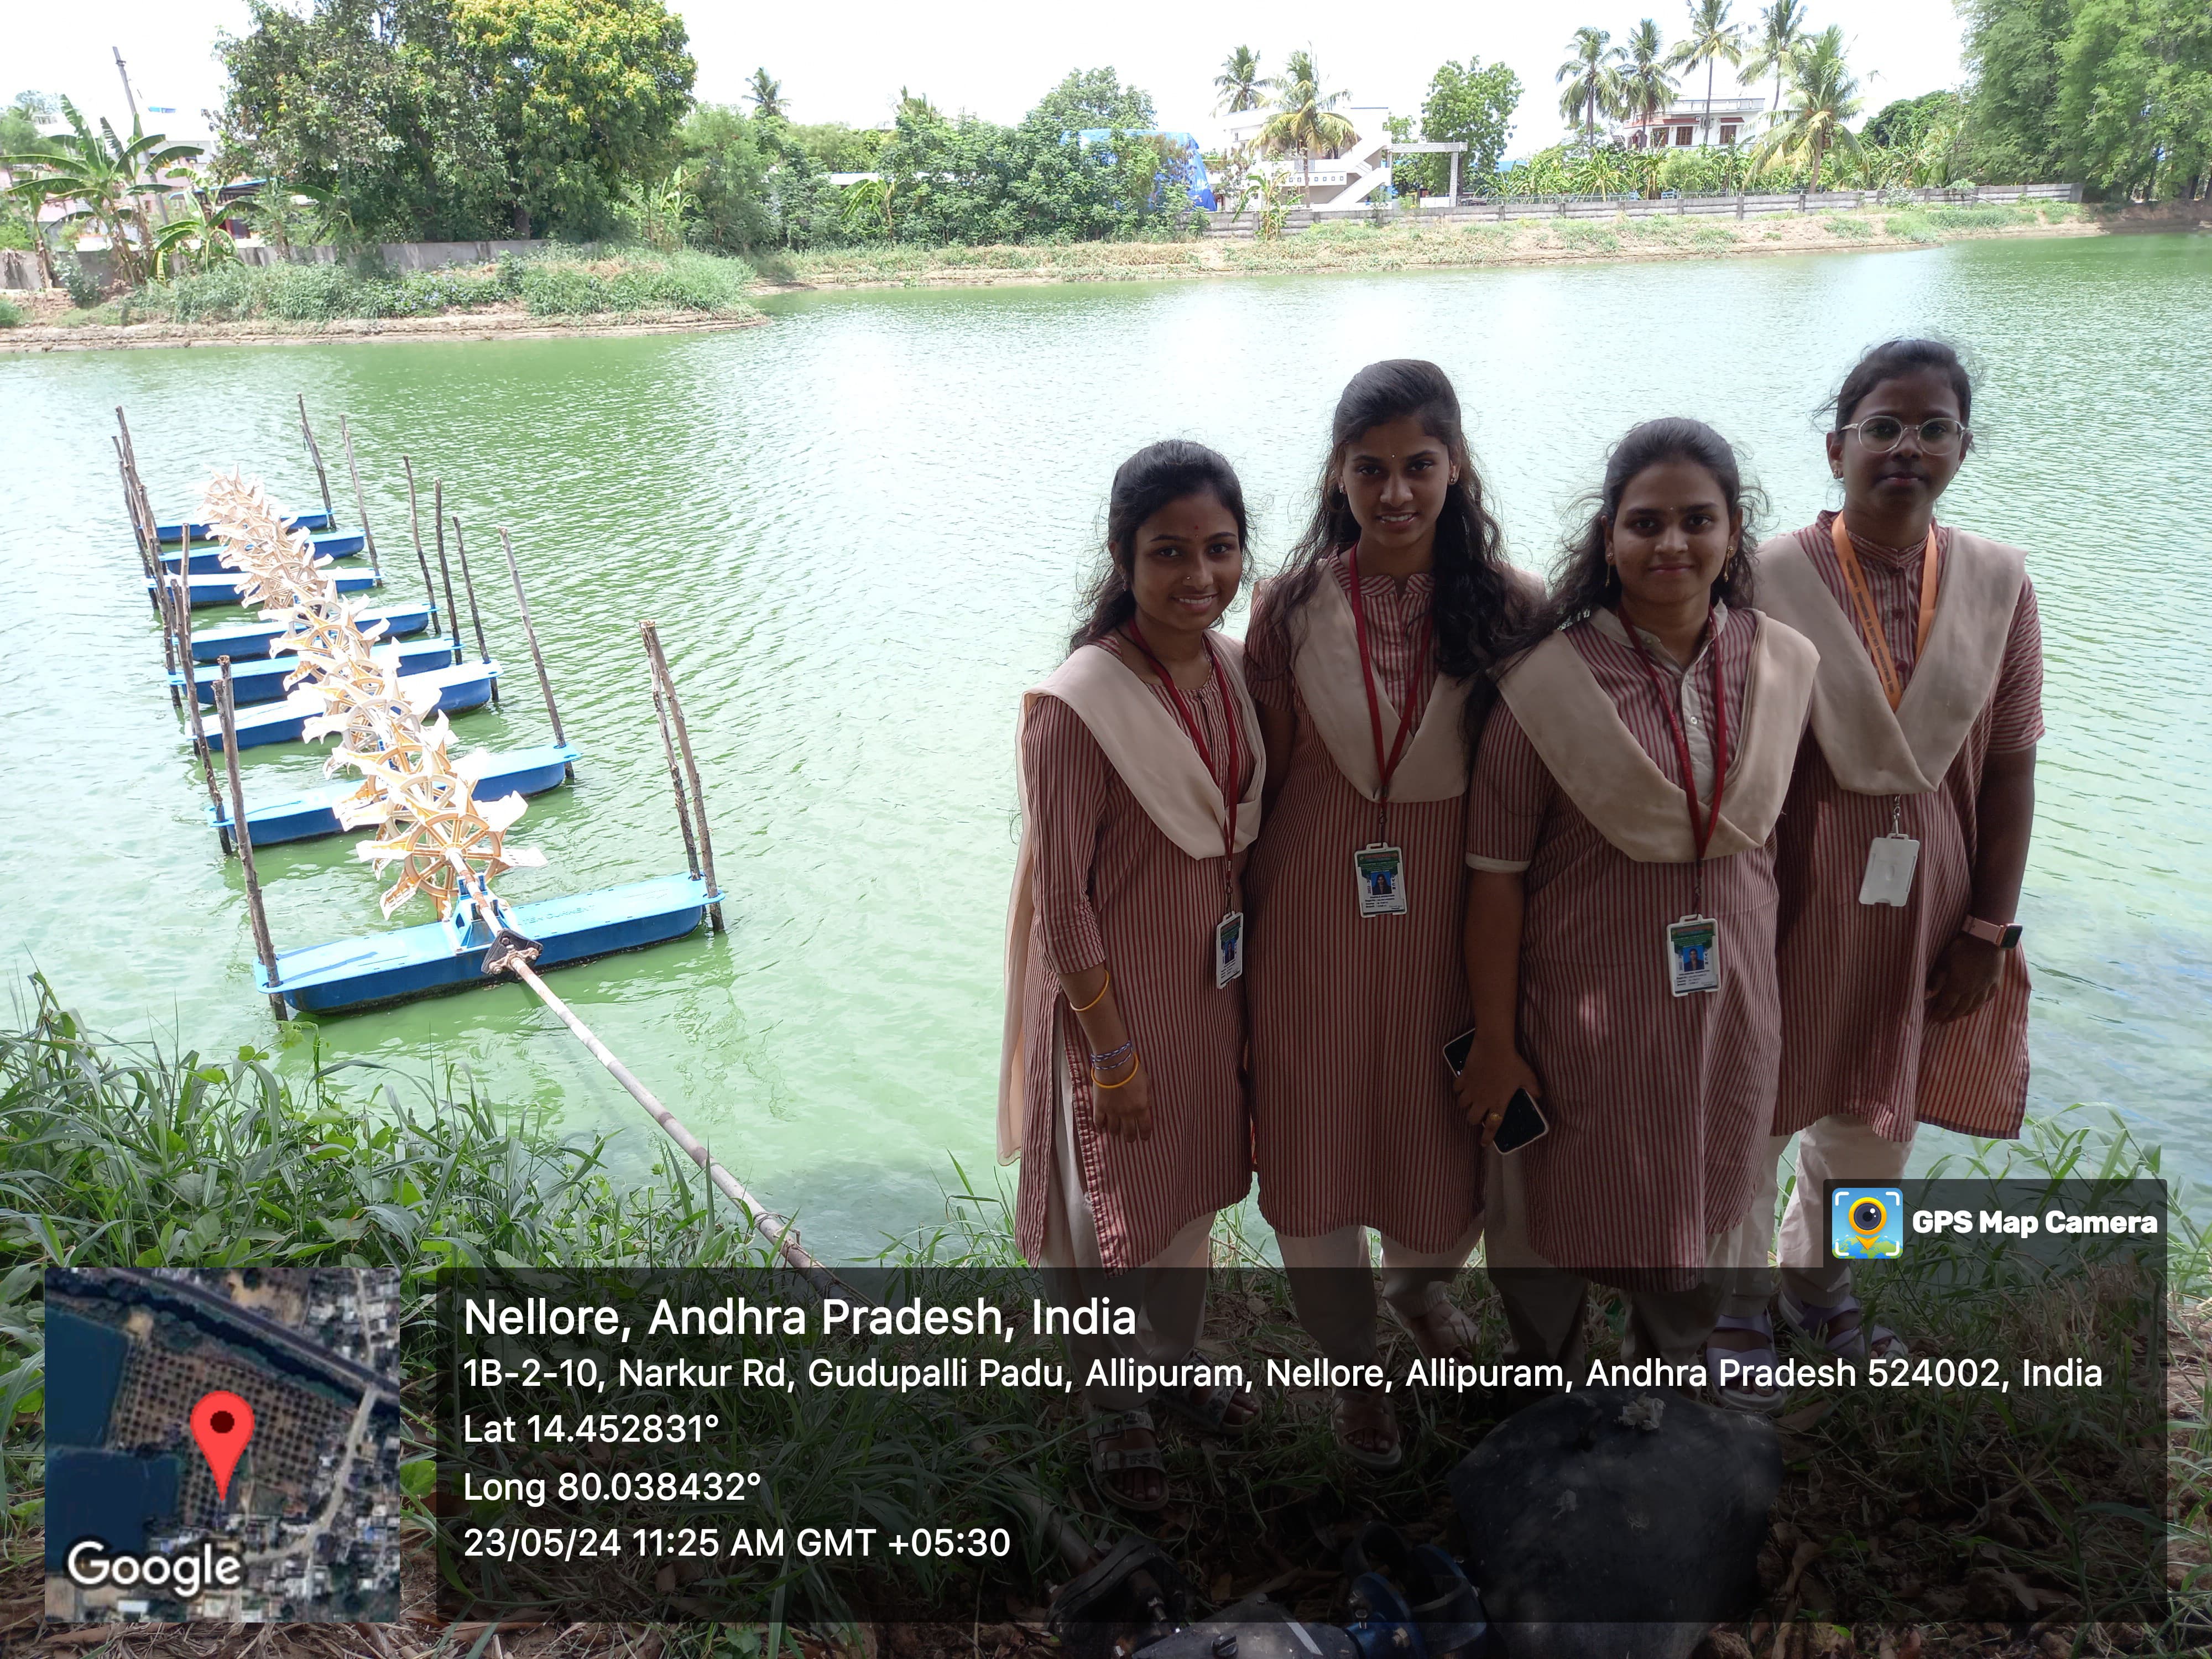 GPS Map Camera
Nellore, Andhra Pradesh, India
1B-2-10, Narkur Rd, Gudupalli Padu, Allipuram, Nellore, Allipuram, Andhra Pradesh 524002, India
Lat 14.452831°
Long 80.038432°
23/05/24 11:25 AM GMT +05:30
Google